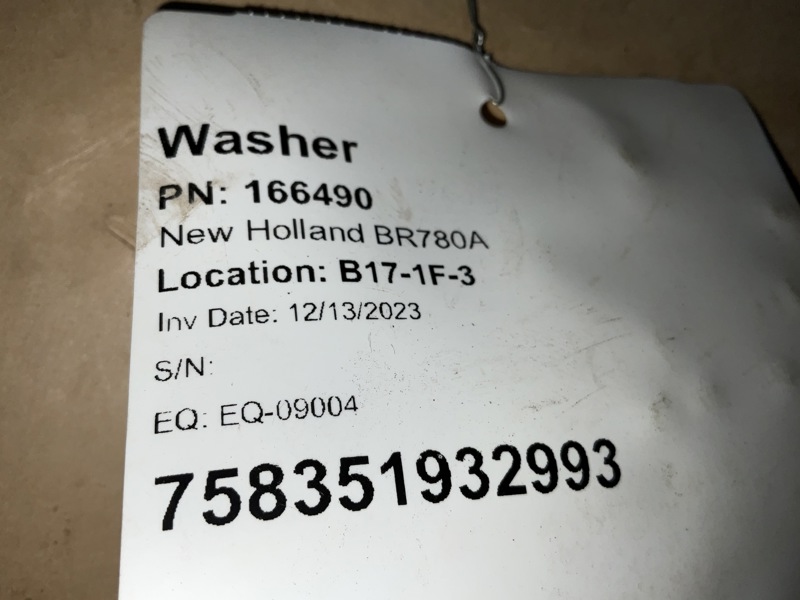 Washer
PN: 166490
New Holland BR780A
Location: B17-1F-3
Inv Date: 12/13/2023
S/N:
EQ: EQ-09004
758351932993